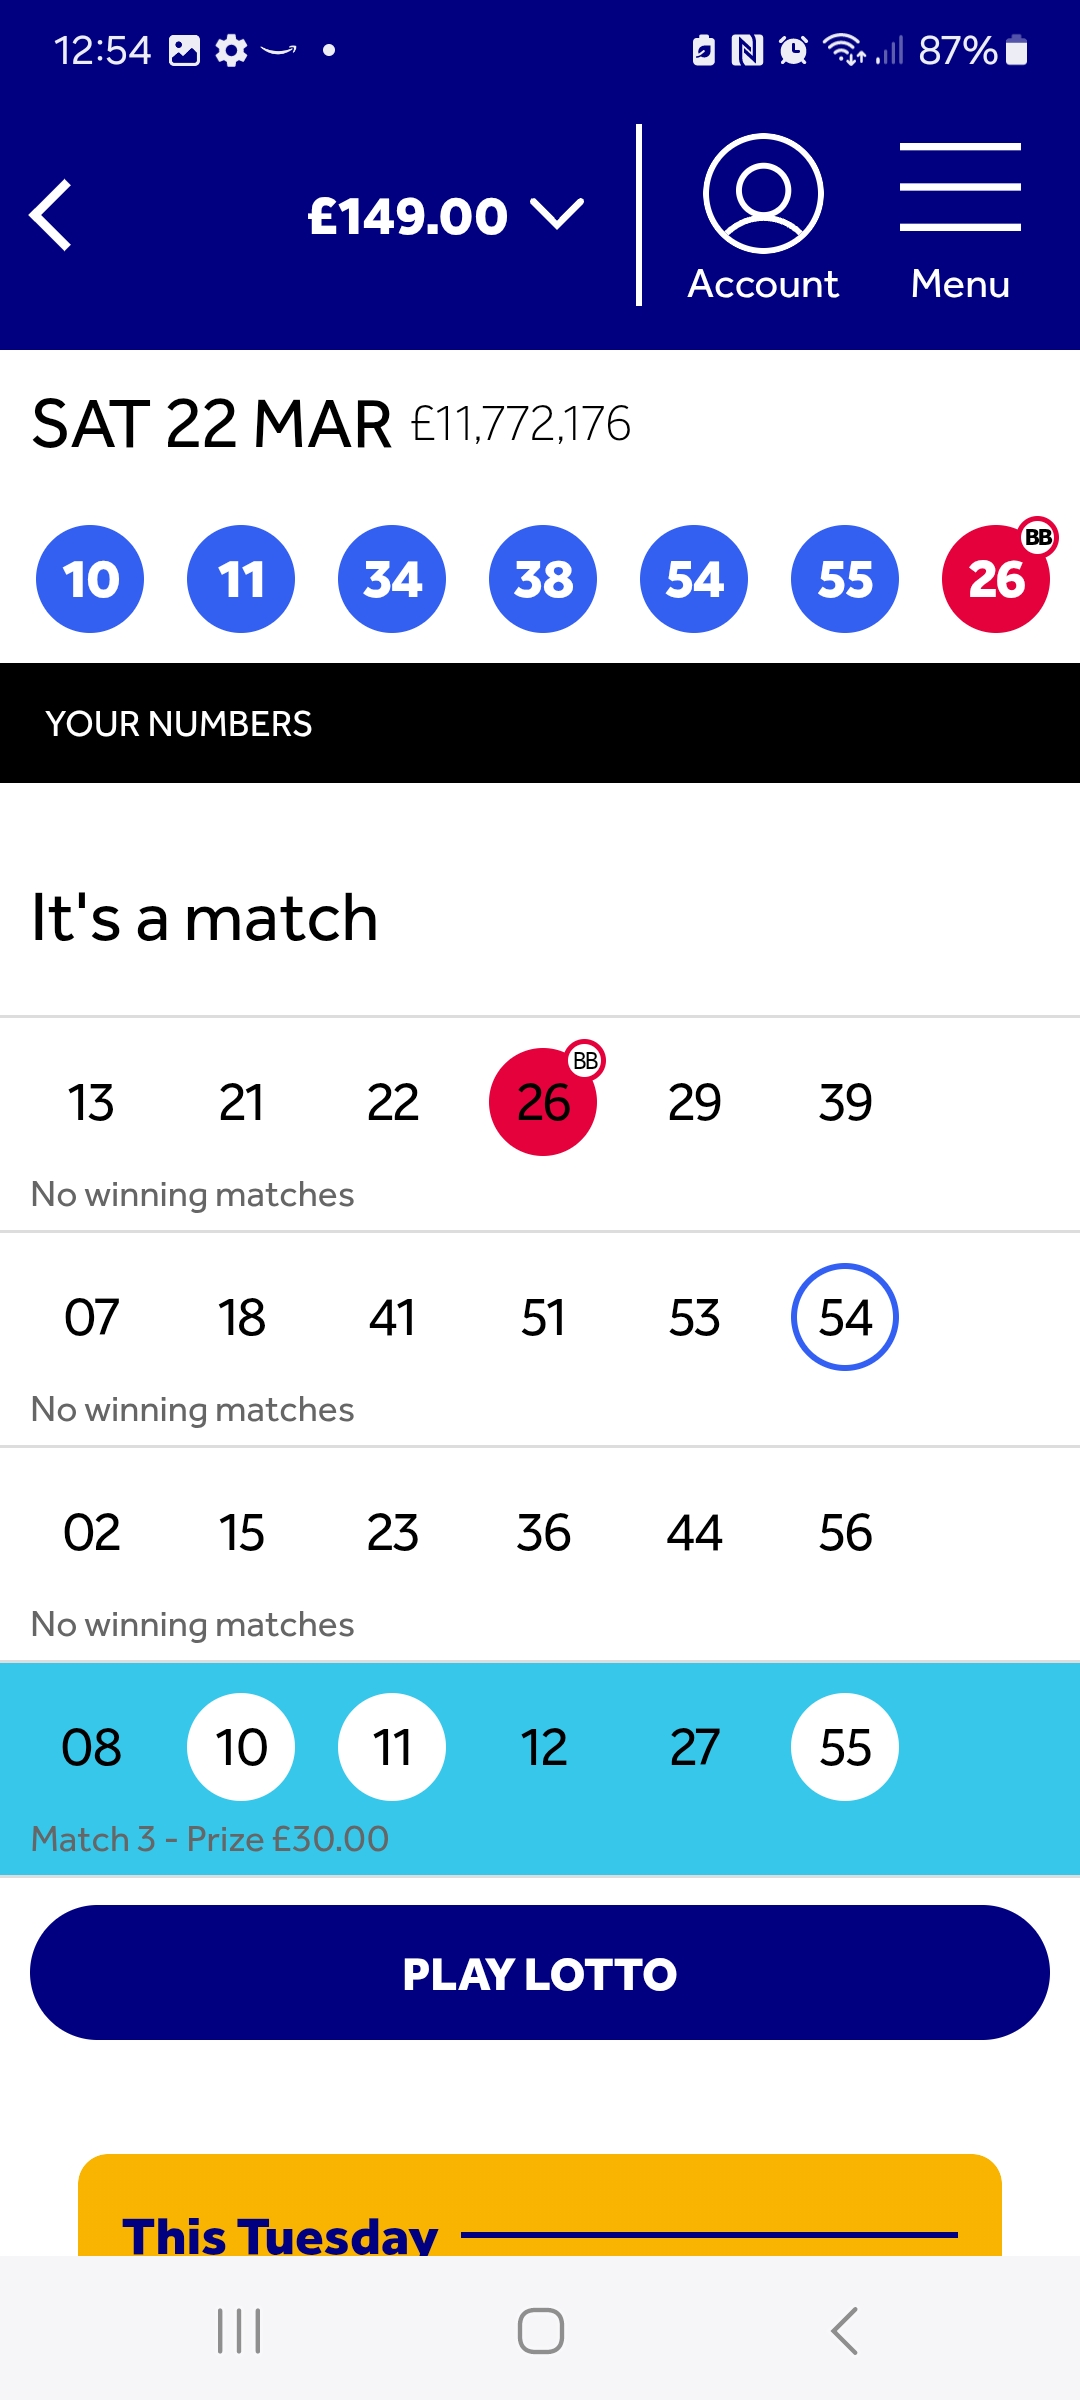 12:54 87%
£149.00
Account Menu
SAT 22 MAR £11,772,176
10 11 34 38 54 55 26 BB
YOUR NUMBERS
It's a match
13 21 22 26 BB 29 39
No winning matches
07 18 41 51 53 54
No winning matches
02 15 23 36 44 56
No winning matches
08 10 11 12 27 55
Match 3 - Prize £30.00
PLAY LOTTO
This Tuesday